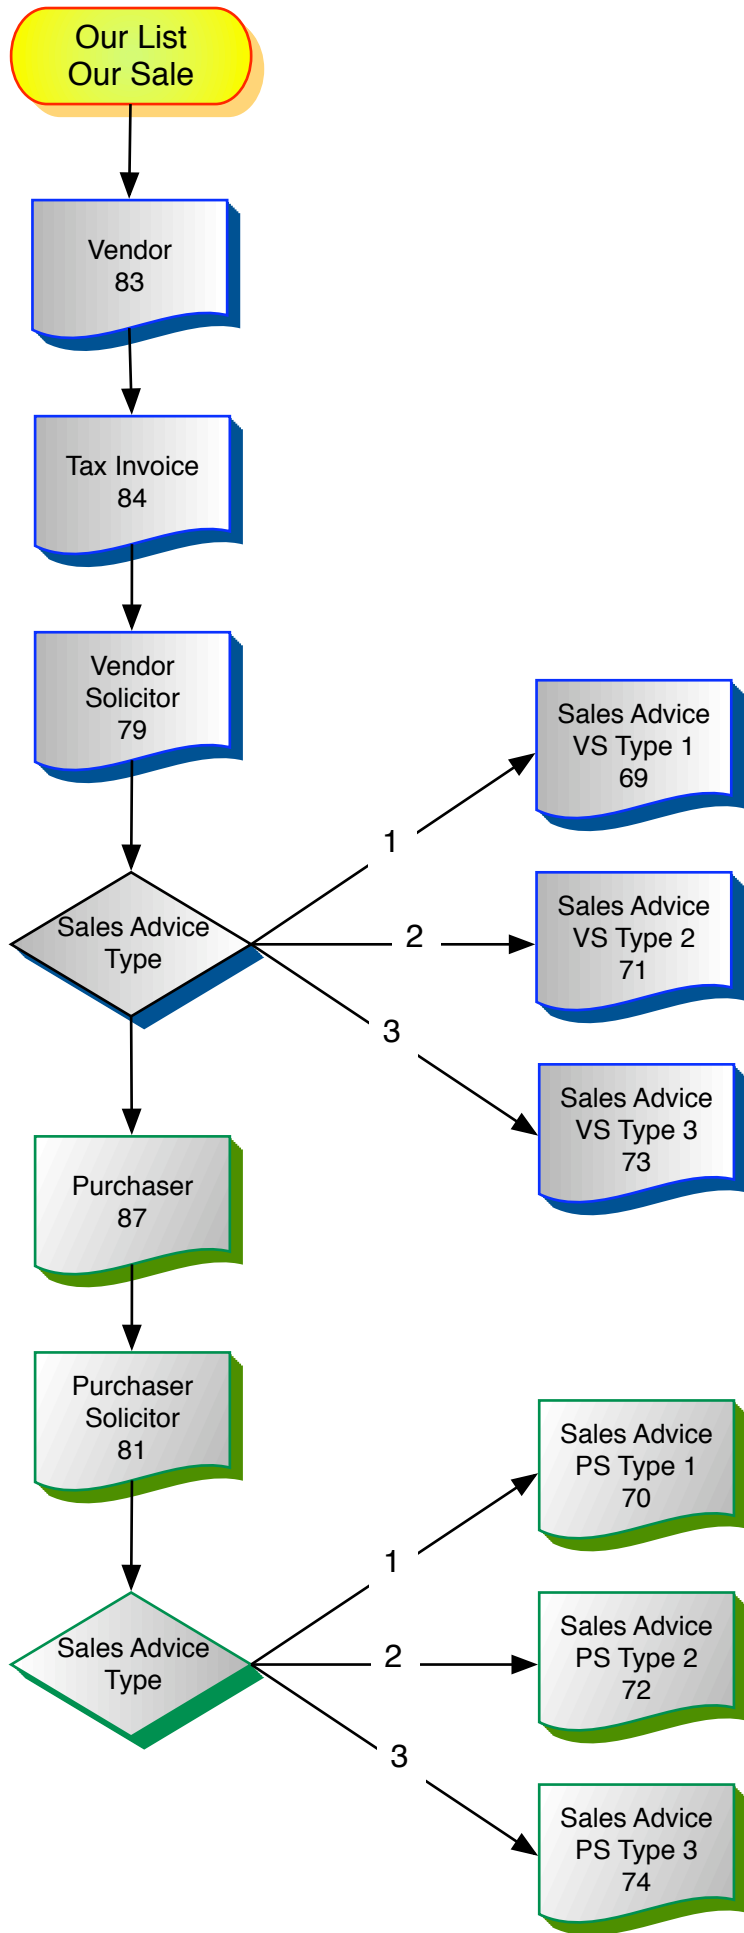 Our List
Our Sale
Vendor
83
Tax Invoice
84
Vendor
Solicitor
79
Sales Advice
VS Type 1
69
1
Sales Advice
Type
2
Sales Advice
VS Type 2
71
3
Sales Advice
VS Type 3
73
Purchaser
87
Purchaser
Solicitor
81
Sales Advice
PS Type 1
70
1
Sales Advice
Type
2
Sales Advice
PS Type 2
72
3
Sales Advice
PS Type 3
74